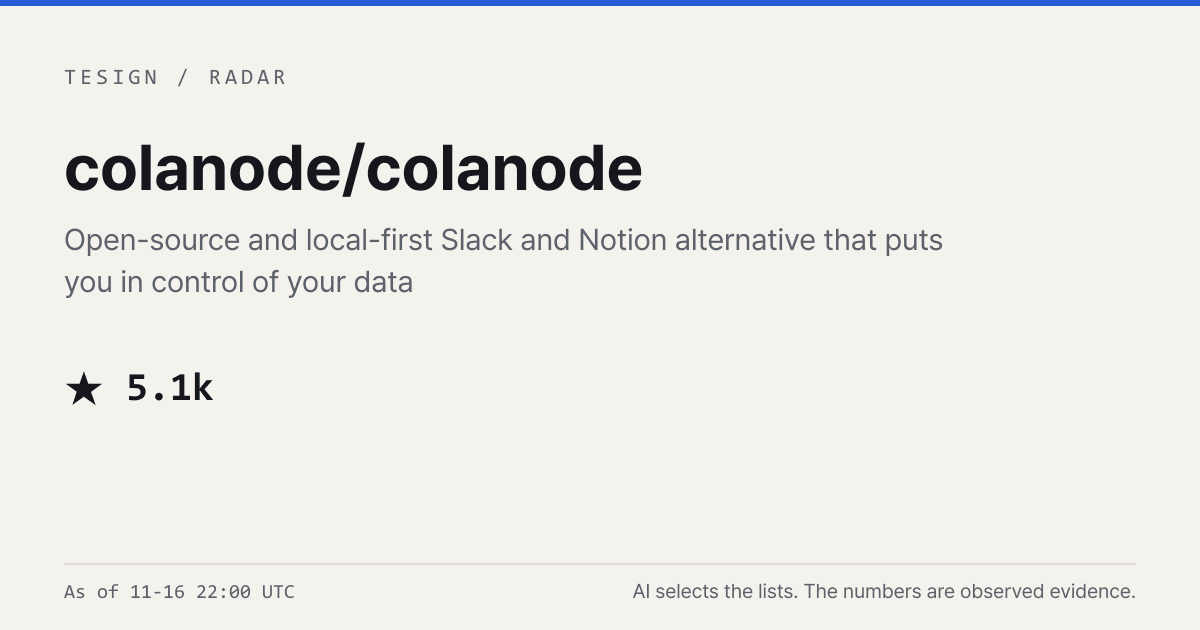 TESIGN / RADAR
colanode/colanode
Open-source and local-first Slack and Notion alternative that puts
you in control of your data
★ 5.1k
As of 11-16 22:00 UTC
AI selects the lists. The numbers are observed evidence.